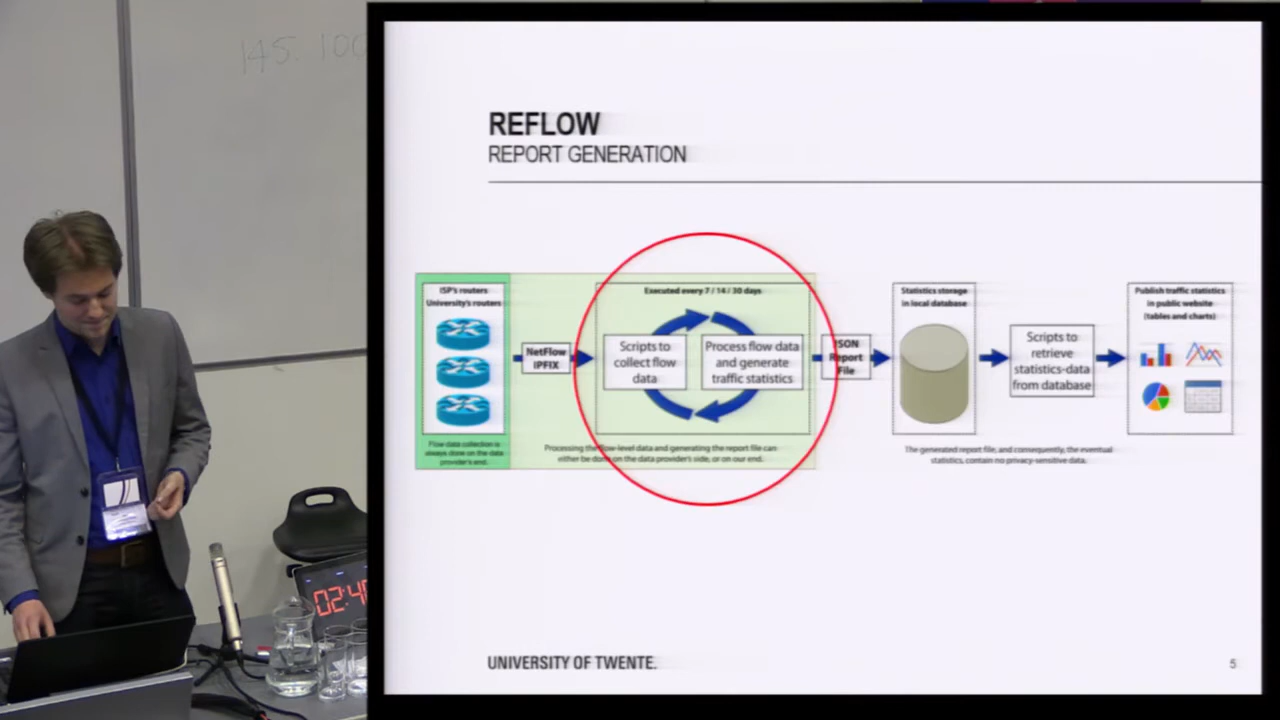 145. 100
REFLOW
REPORT GENERATION
ISP's routers
University's routers
NetFlow
IPFIX
Flow data collection is
always done on the data
provider's end.
Executed every 7 / 14 / 30 days
Scripts to
collect flow
data
Process flow data
and generate
traffic statistics
Processing the flow-level data and generating the report file can
either be done on the data provider's side, or on our end.
JSON
Report
File
Statistics storage
in local database
Scripts to
retrieve
statistics-data
from database
Publish traffic statistics
in public website
(tables and charts)
The generated report file, and consequently, the eventual
statistics, contain no privacy-sensitive data.
UNIVERSITY OF TWENTE.
5
02:4